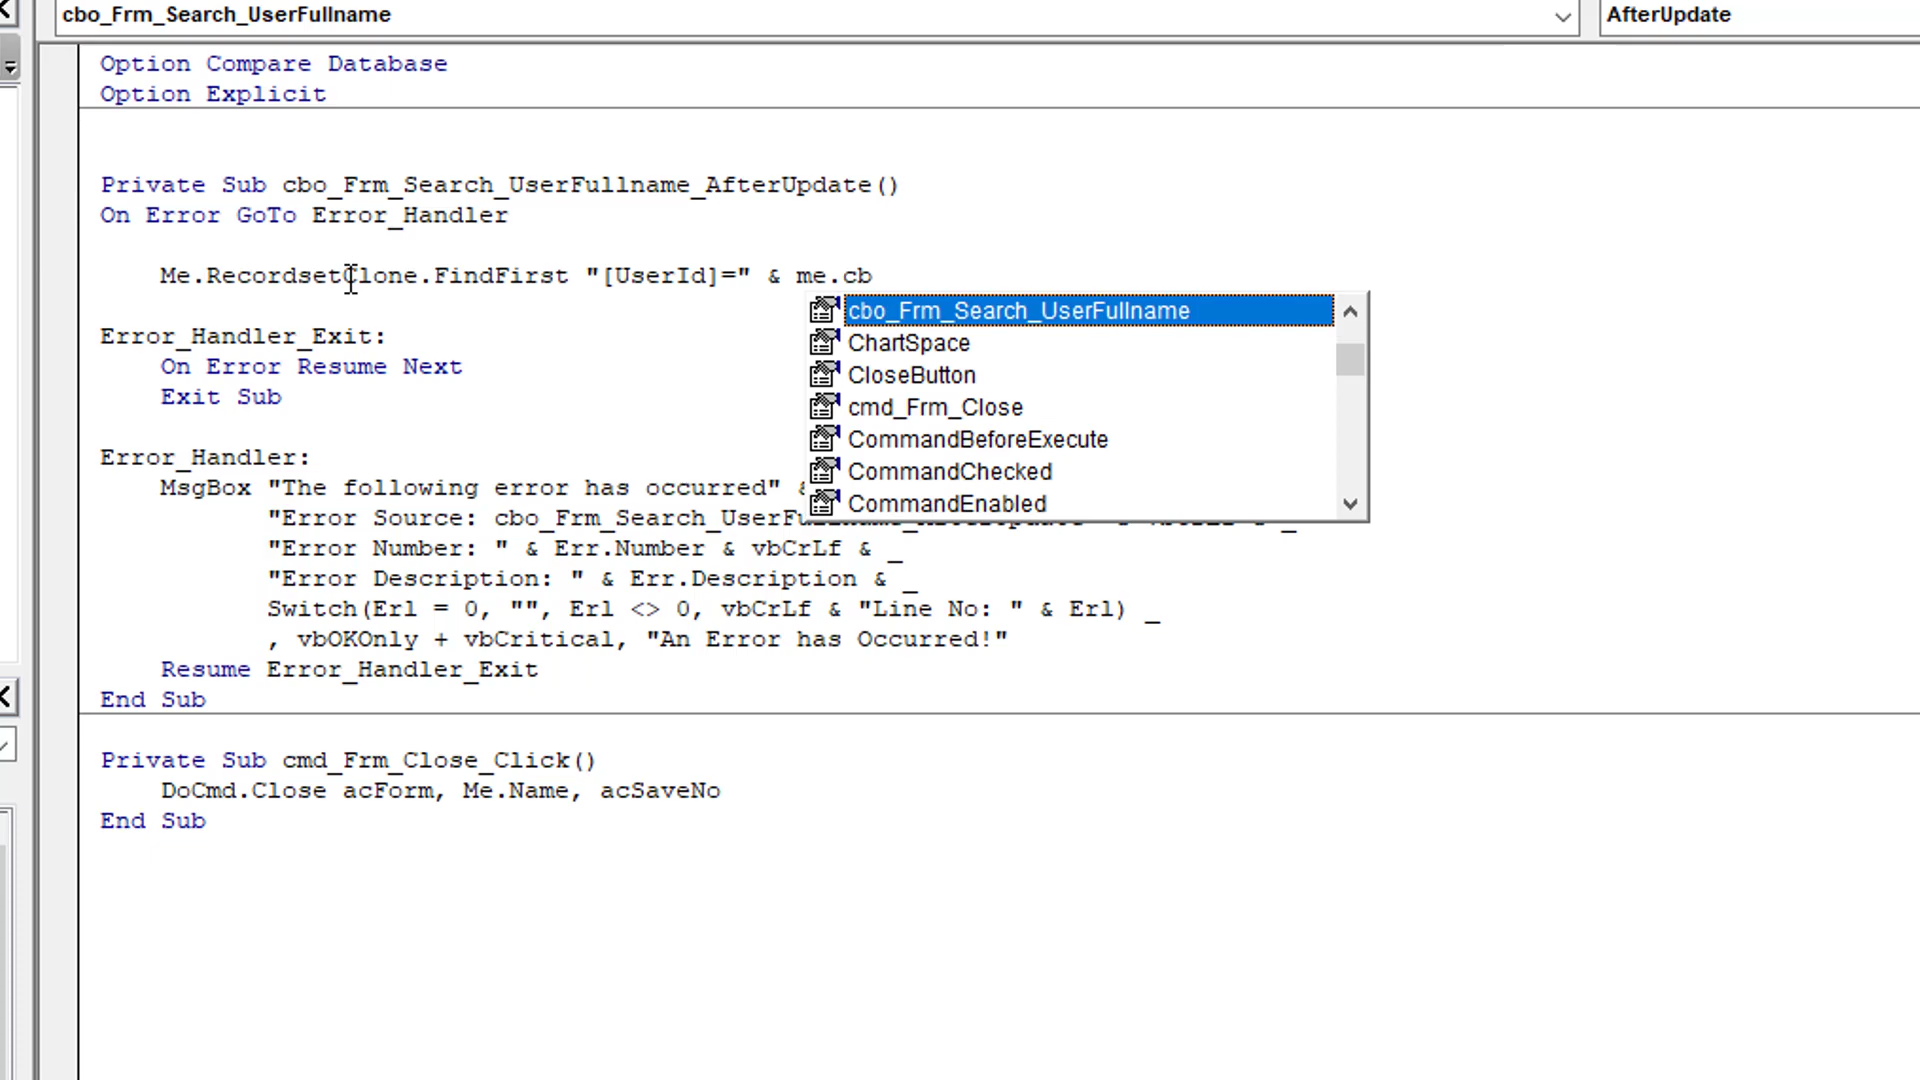 cbo_Frm_Search_UserFullname
AfterUpdate
Option Compare Database
Option Explicit
Private Sub cbo_Frm_Search_UserFullname_AfterUpdate()
On Error GoTo Error_Handler
Me.RecordsetClone.FindFirst "[UserId]=" & me.cb
cbo_Frm_Search_UserFullname
ChartSpace
CloseButton
cmd_Frm_Close
CommandBeforeExecute
CommandChecked
CommandEnabled
Error_Handler_Exit:
On Error Resume Next
Exit Sub
Error_Handler:
MsgBox "The following error has occurred" &
"Error Source: cbo_Frm_Search_UserFu
"Error Number: " & Err.Number & vbCrLf & _
"Error Description: " & Err.Description & _
Switch(Erl = 0, "", Erl <> 0, vbCrLf & "Line No: " & Erl) _
, vbOKOnly + vbCritical, "An Error has Occurred!"
Resume Error_Handler_Exit
End Sub
Private Sub cmd_Frm_Close_Click()
DoCmd.Close acForm, Me.Name, acSaveNo
End Sub